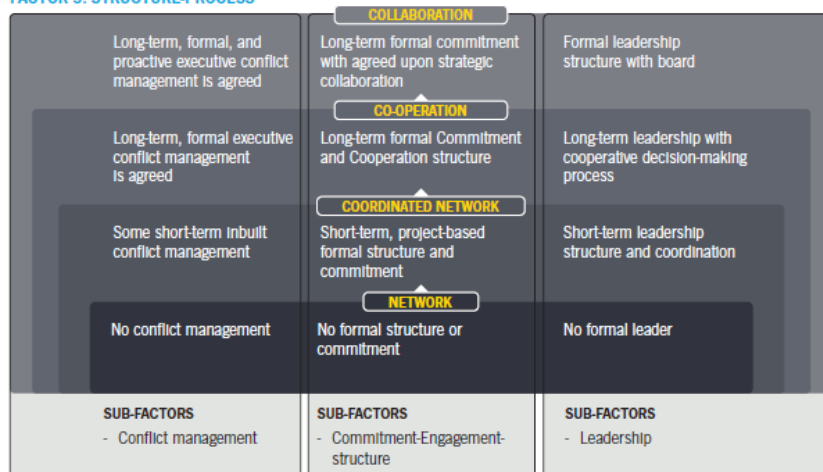 FACTOR 3: STRUCTURE-PROCESS
COLLABORATION
Long-term, formal, and
proactive executive conflict
management is agreed
Long-term formal commitment
with agreed upon strategic
collaboration
Formal leadership
structure with board
CO-OPERATION
Long-term, formal executive
conflict management
is agreed
Long-term formal Commitment
and Cooperation structure
Long-term leadership with
cooperative decision-making
process
COORDINATED NETWORK
Some short-term inbuilt
conflict management
Short-term, project-based
formal structure and
commitment
Short-term leadership
structure and coordination
NETWORK
No conflict management
No formal structure or
commitment
No formal leader
SUB-FACTORS
- Conflict management
SUB-FACTORS
- Commitment-Engagement-
structure
SUB-FACTORS
- Leadership